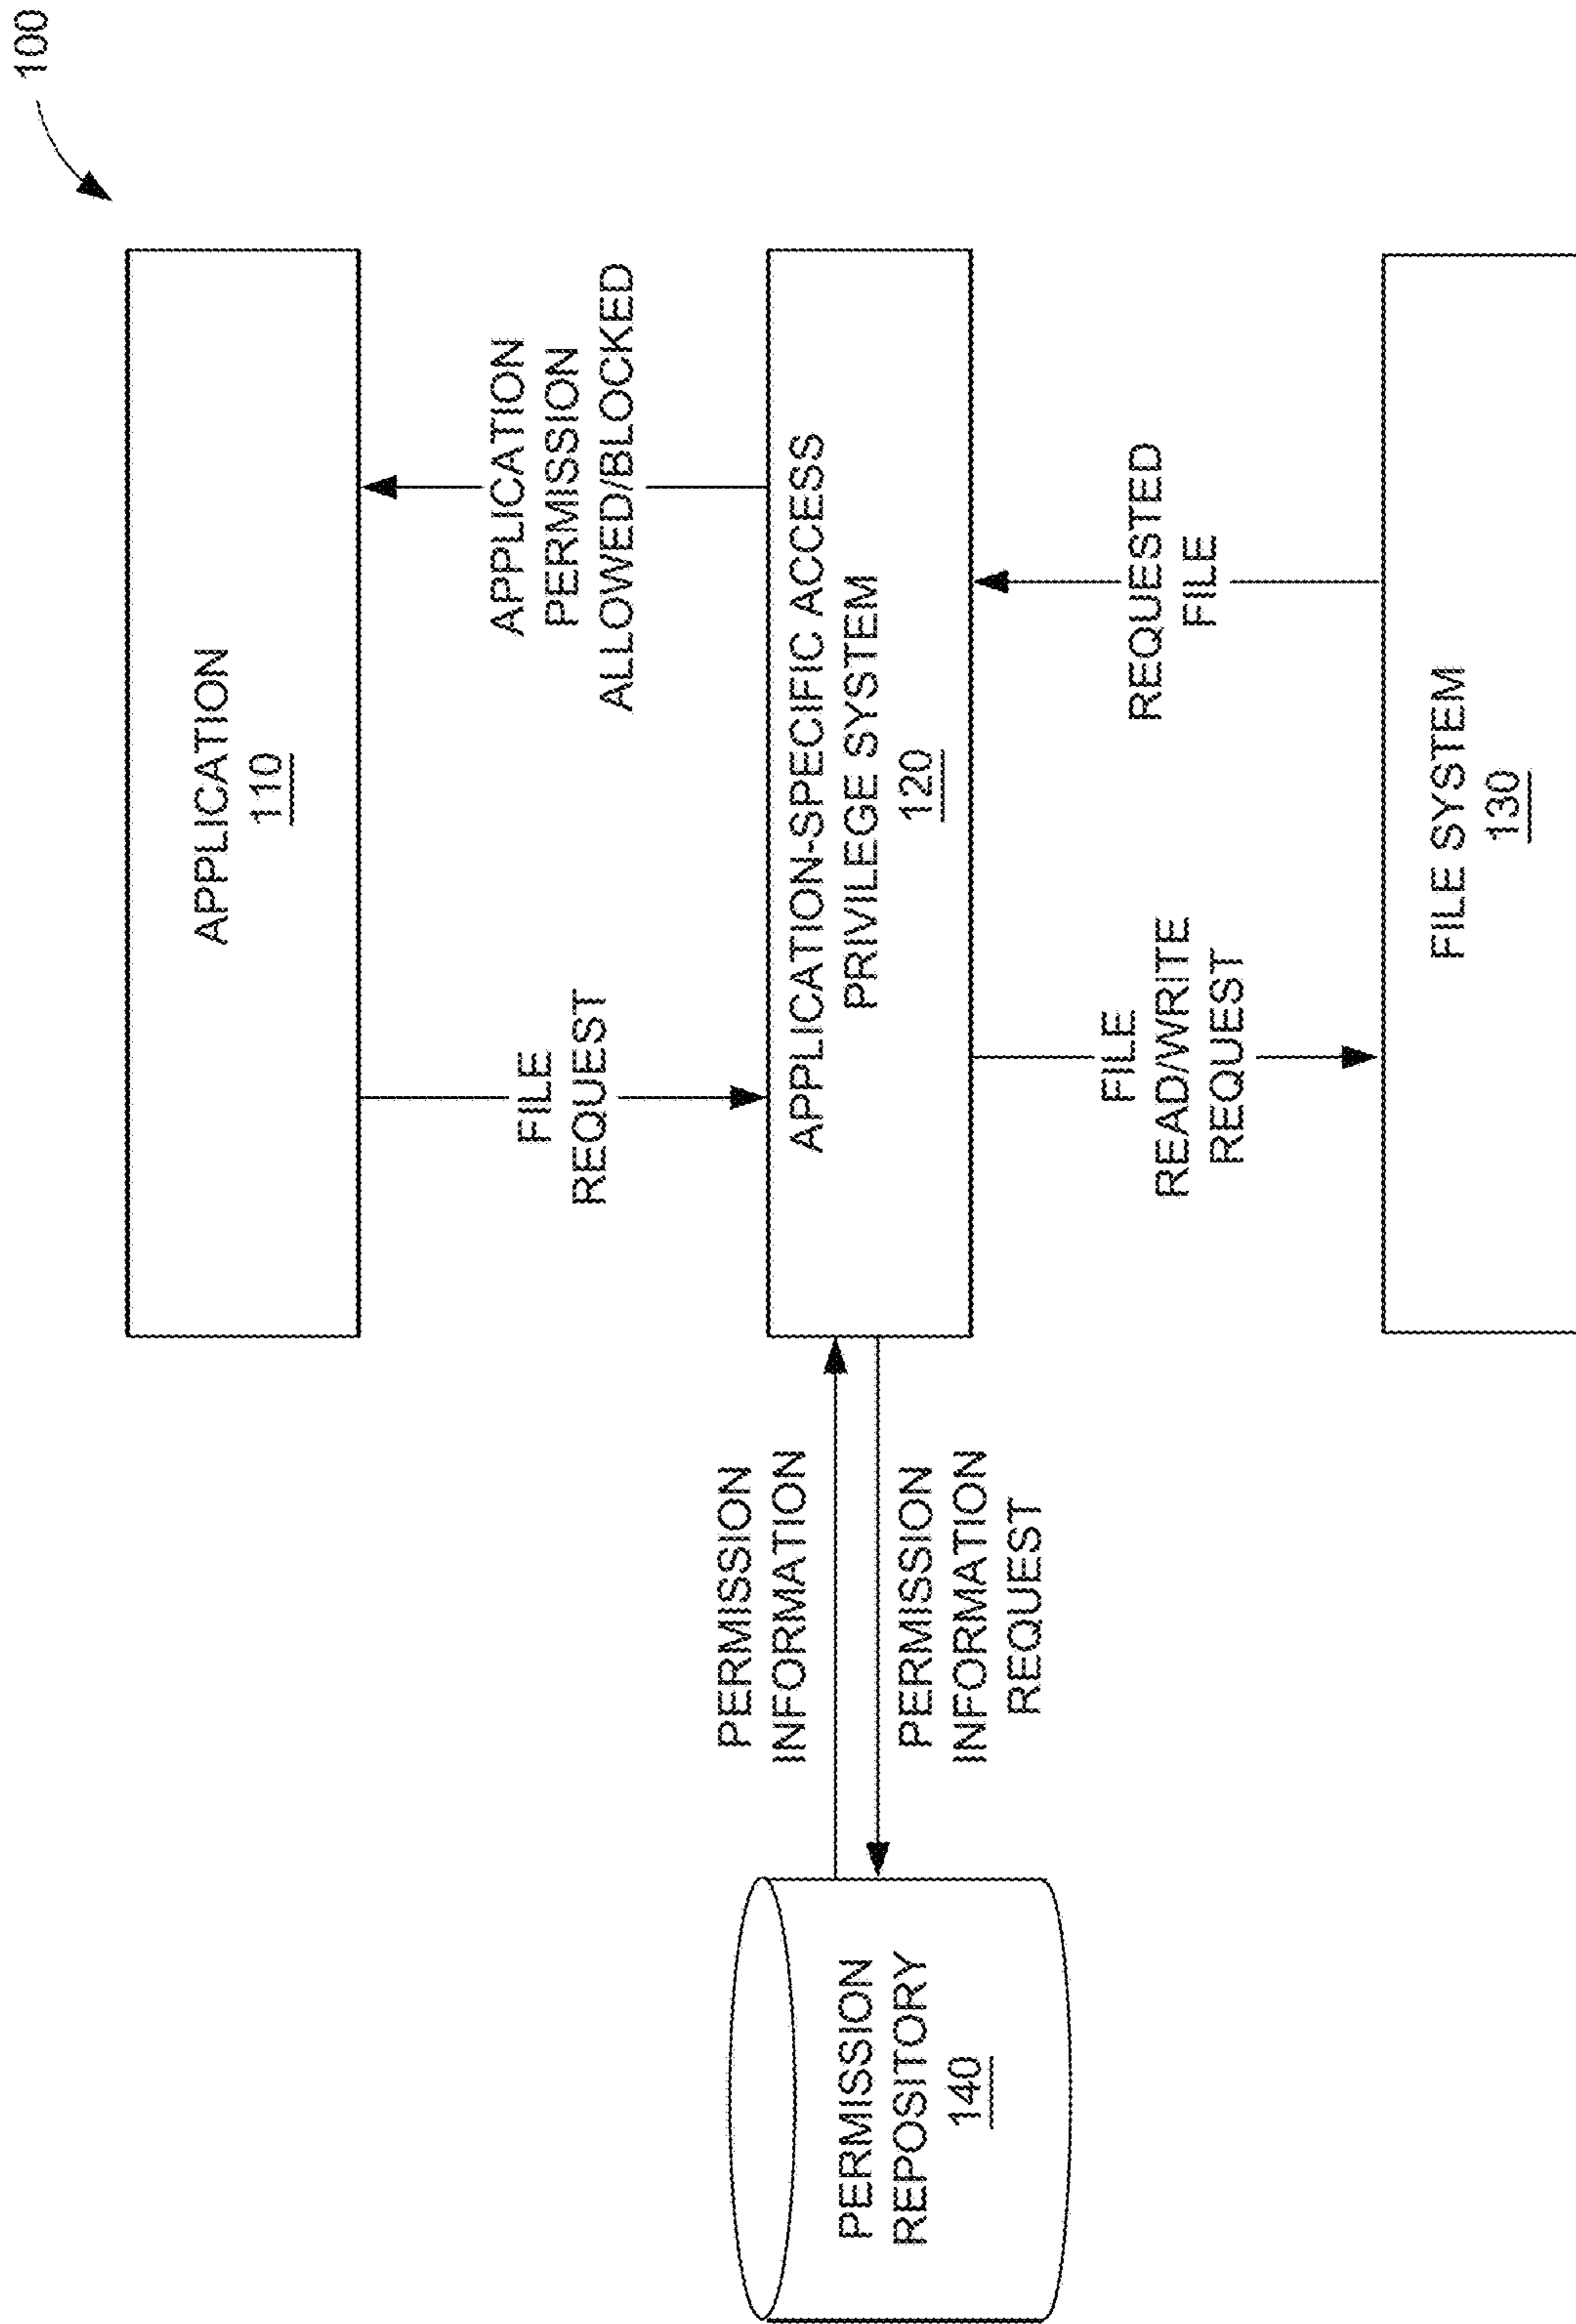 100
APPLICATION
110
FILE
REQUEST
APPLICATION
PERMISSION
ALLOWED/BLOCKED
PERMISSION
REPOSITORY
140
PERMISSION
INFORMATION
PERMISSION
INFORMATION
REQUEST
APPLICATION-SPECIFIC ACCESS
PRIVILEGE SYSTEM
120
FILE
READ/WRITE
REQUEST
REQUESTED
FILE
FILE SYSTEM
130